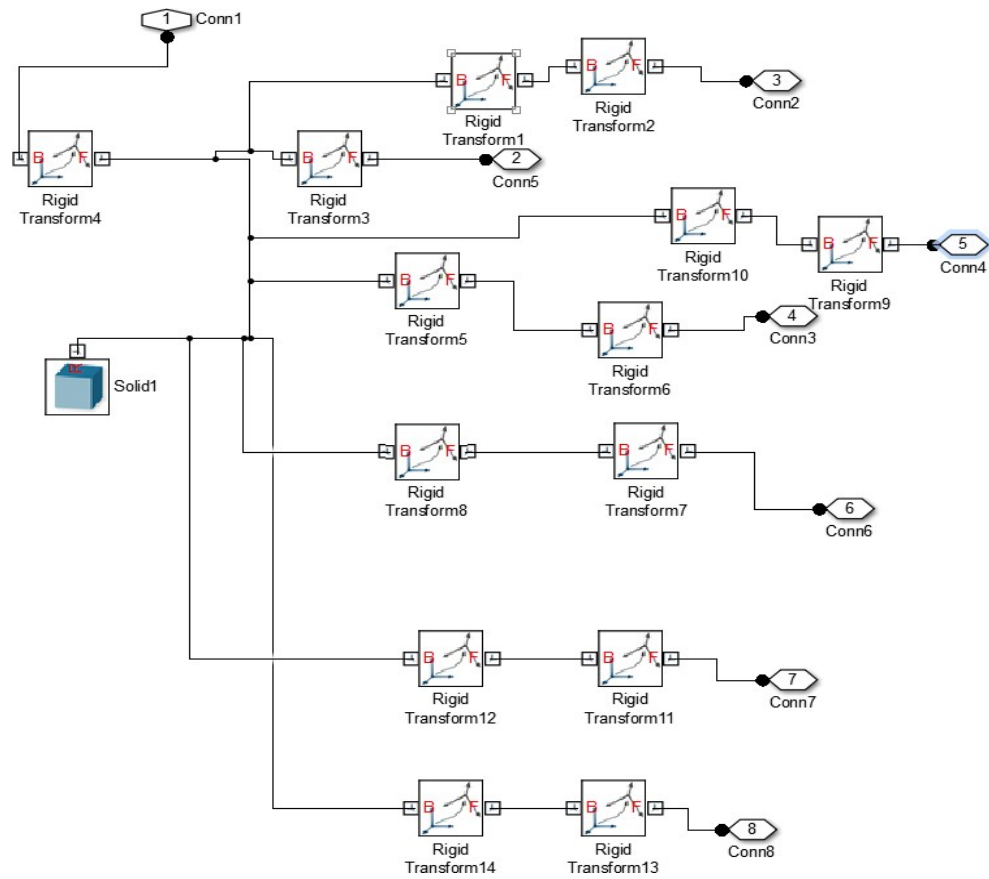 1
Conn1
B
F
Rigid
Transform1
B
F
Rigid
Transform2
3
Conn2
B
F
Rigid
Transform4
B
F
Rigid
Transform3
2
Conn5
B
F
Rigid
Transform10
B
F
Rigid
Transform9
5
Conn4
B
F
Rigid
Transform5
B
F
Rigid
Transform6
4
Conn3
Solid1
B
F
Rigid
Transform8
B
F
Rigid
Transform7
6
Conn6
B
F
Rigid
Transform12
B
F
Rigid
Transform11
7
Conn7
B
F
Rigid
Transform14
B
F
Rigid
Transform13
8
Conn8